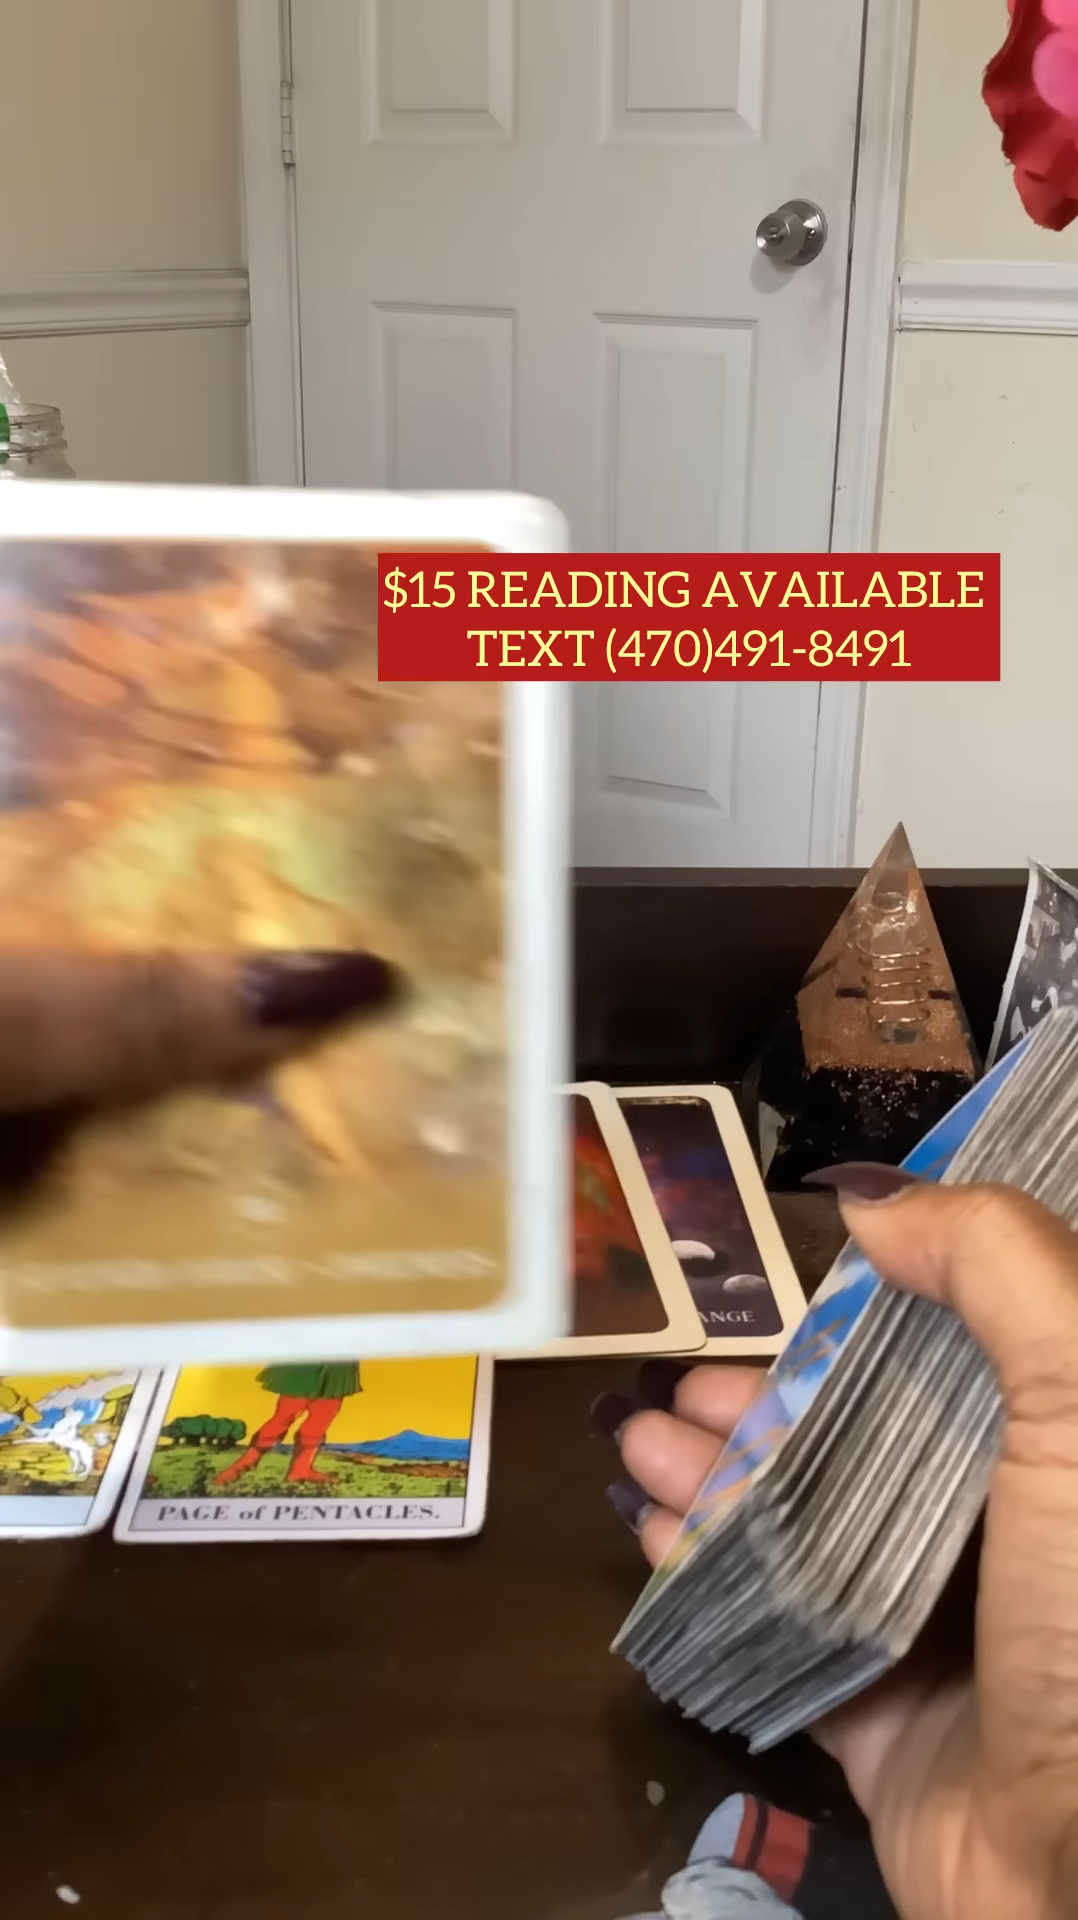 $15 READING AVAILABLE
TEXT (470)491-8491
ANGE
PAGE of PENTACLES.